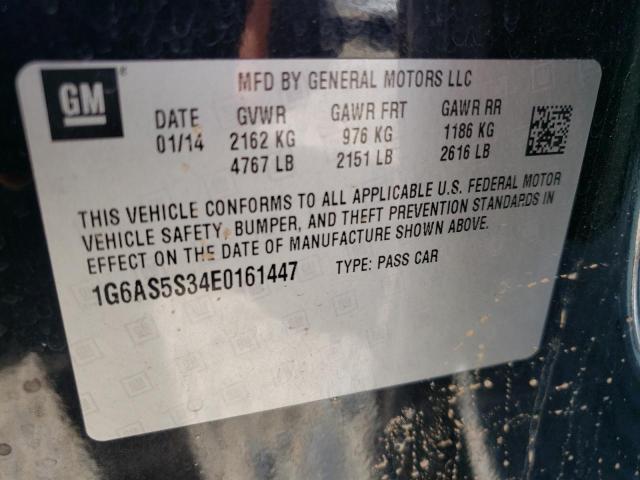 GM
MFD BY GENERAL MOTORS LLC
DATE GVWR GAWR FRT GAWR RR
01/14 2162 KG 976 KG 1186 KG
4767 LB 2151 LB 2616 LB
THIS VEHICLE CONFORMS TO ALL APPLICABLE U.S. FEDERAL MOTOR
VEHICLE SAFETY, BUMPER, AND THEFT PREVENTION STANDARDS IN
EFFECT ON THE DATE OF MANUFACTURE SHOWN ABOVE.
1G6AS5S34E0161447 TYPE: PASS CAR